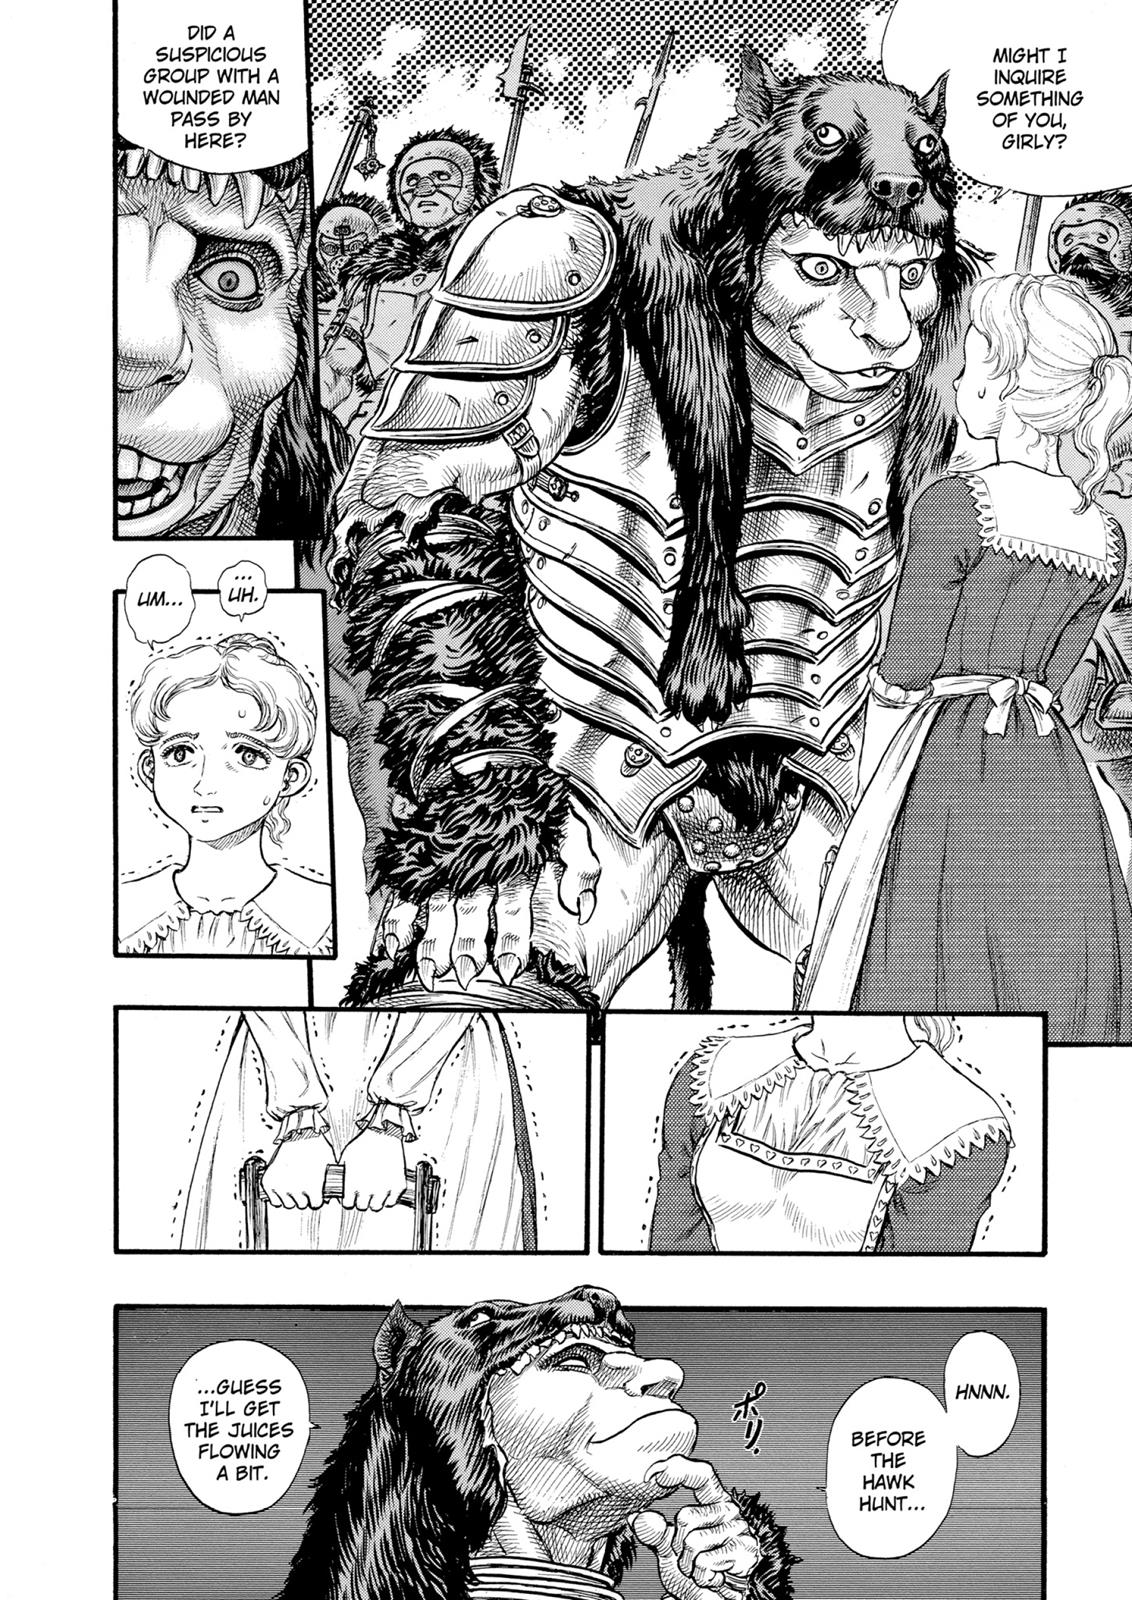 MIGHT I
INQUIRE
SOMETHING
OF YOU,
GIRLY?
DID A
SUSPICIOUS
GROUP WITH A
WOUNDED MAN
PASS BY
HERE?
...
UH.
UM...
HNNN.
BEFORE
THE
HAWK
HUNT...
ポリ
...GUESS
I'LL GET
THE JUICES
FLOWING
A BIT.